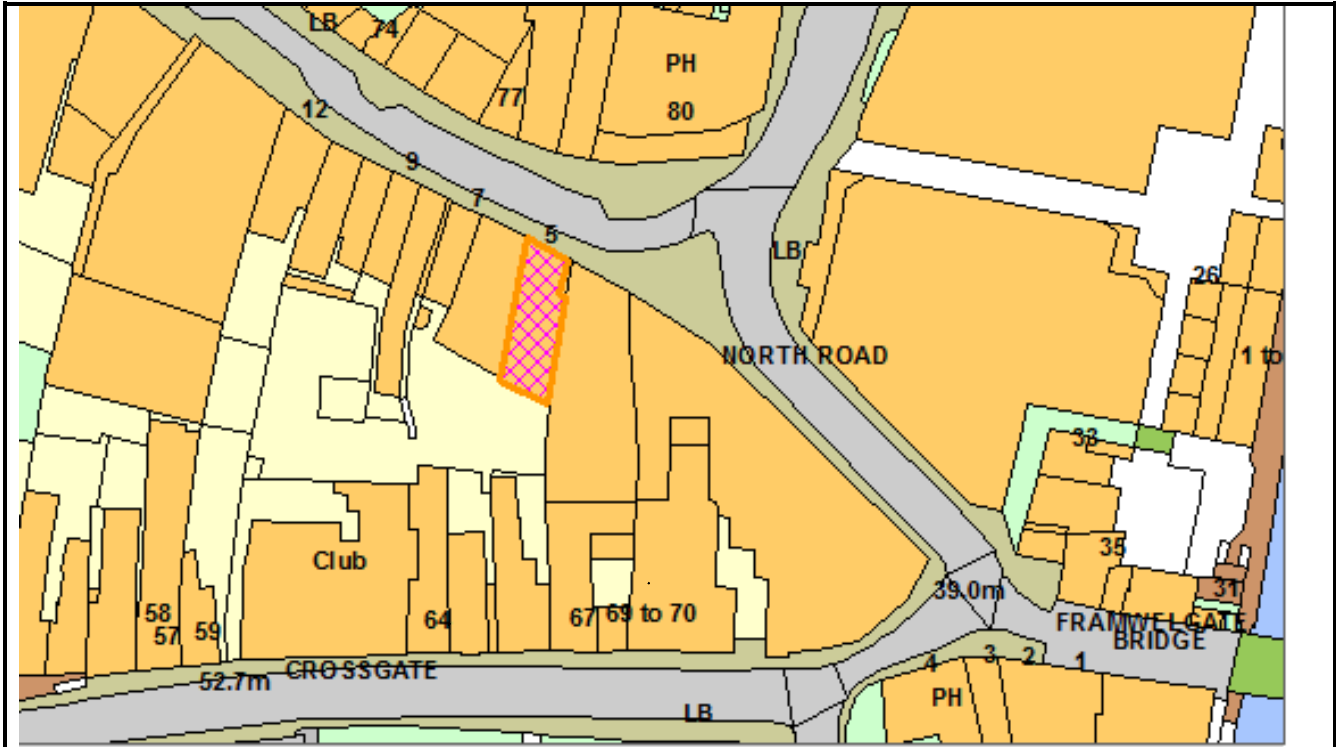 LB
74
PH
77
80
12
9
7
5
LB
26
NORTH ROAD
1 to
33
35
Club
39.0m
31
58
57
59
64
67
69 to 70
FRAMWELGATE
BRIDGE
4
3
2
1
CROSSGATE
52.7m
PH
LB